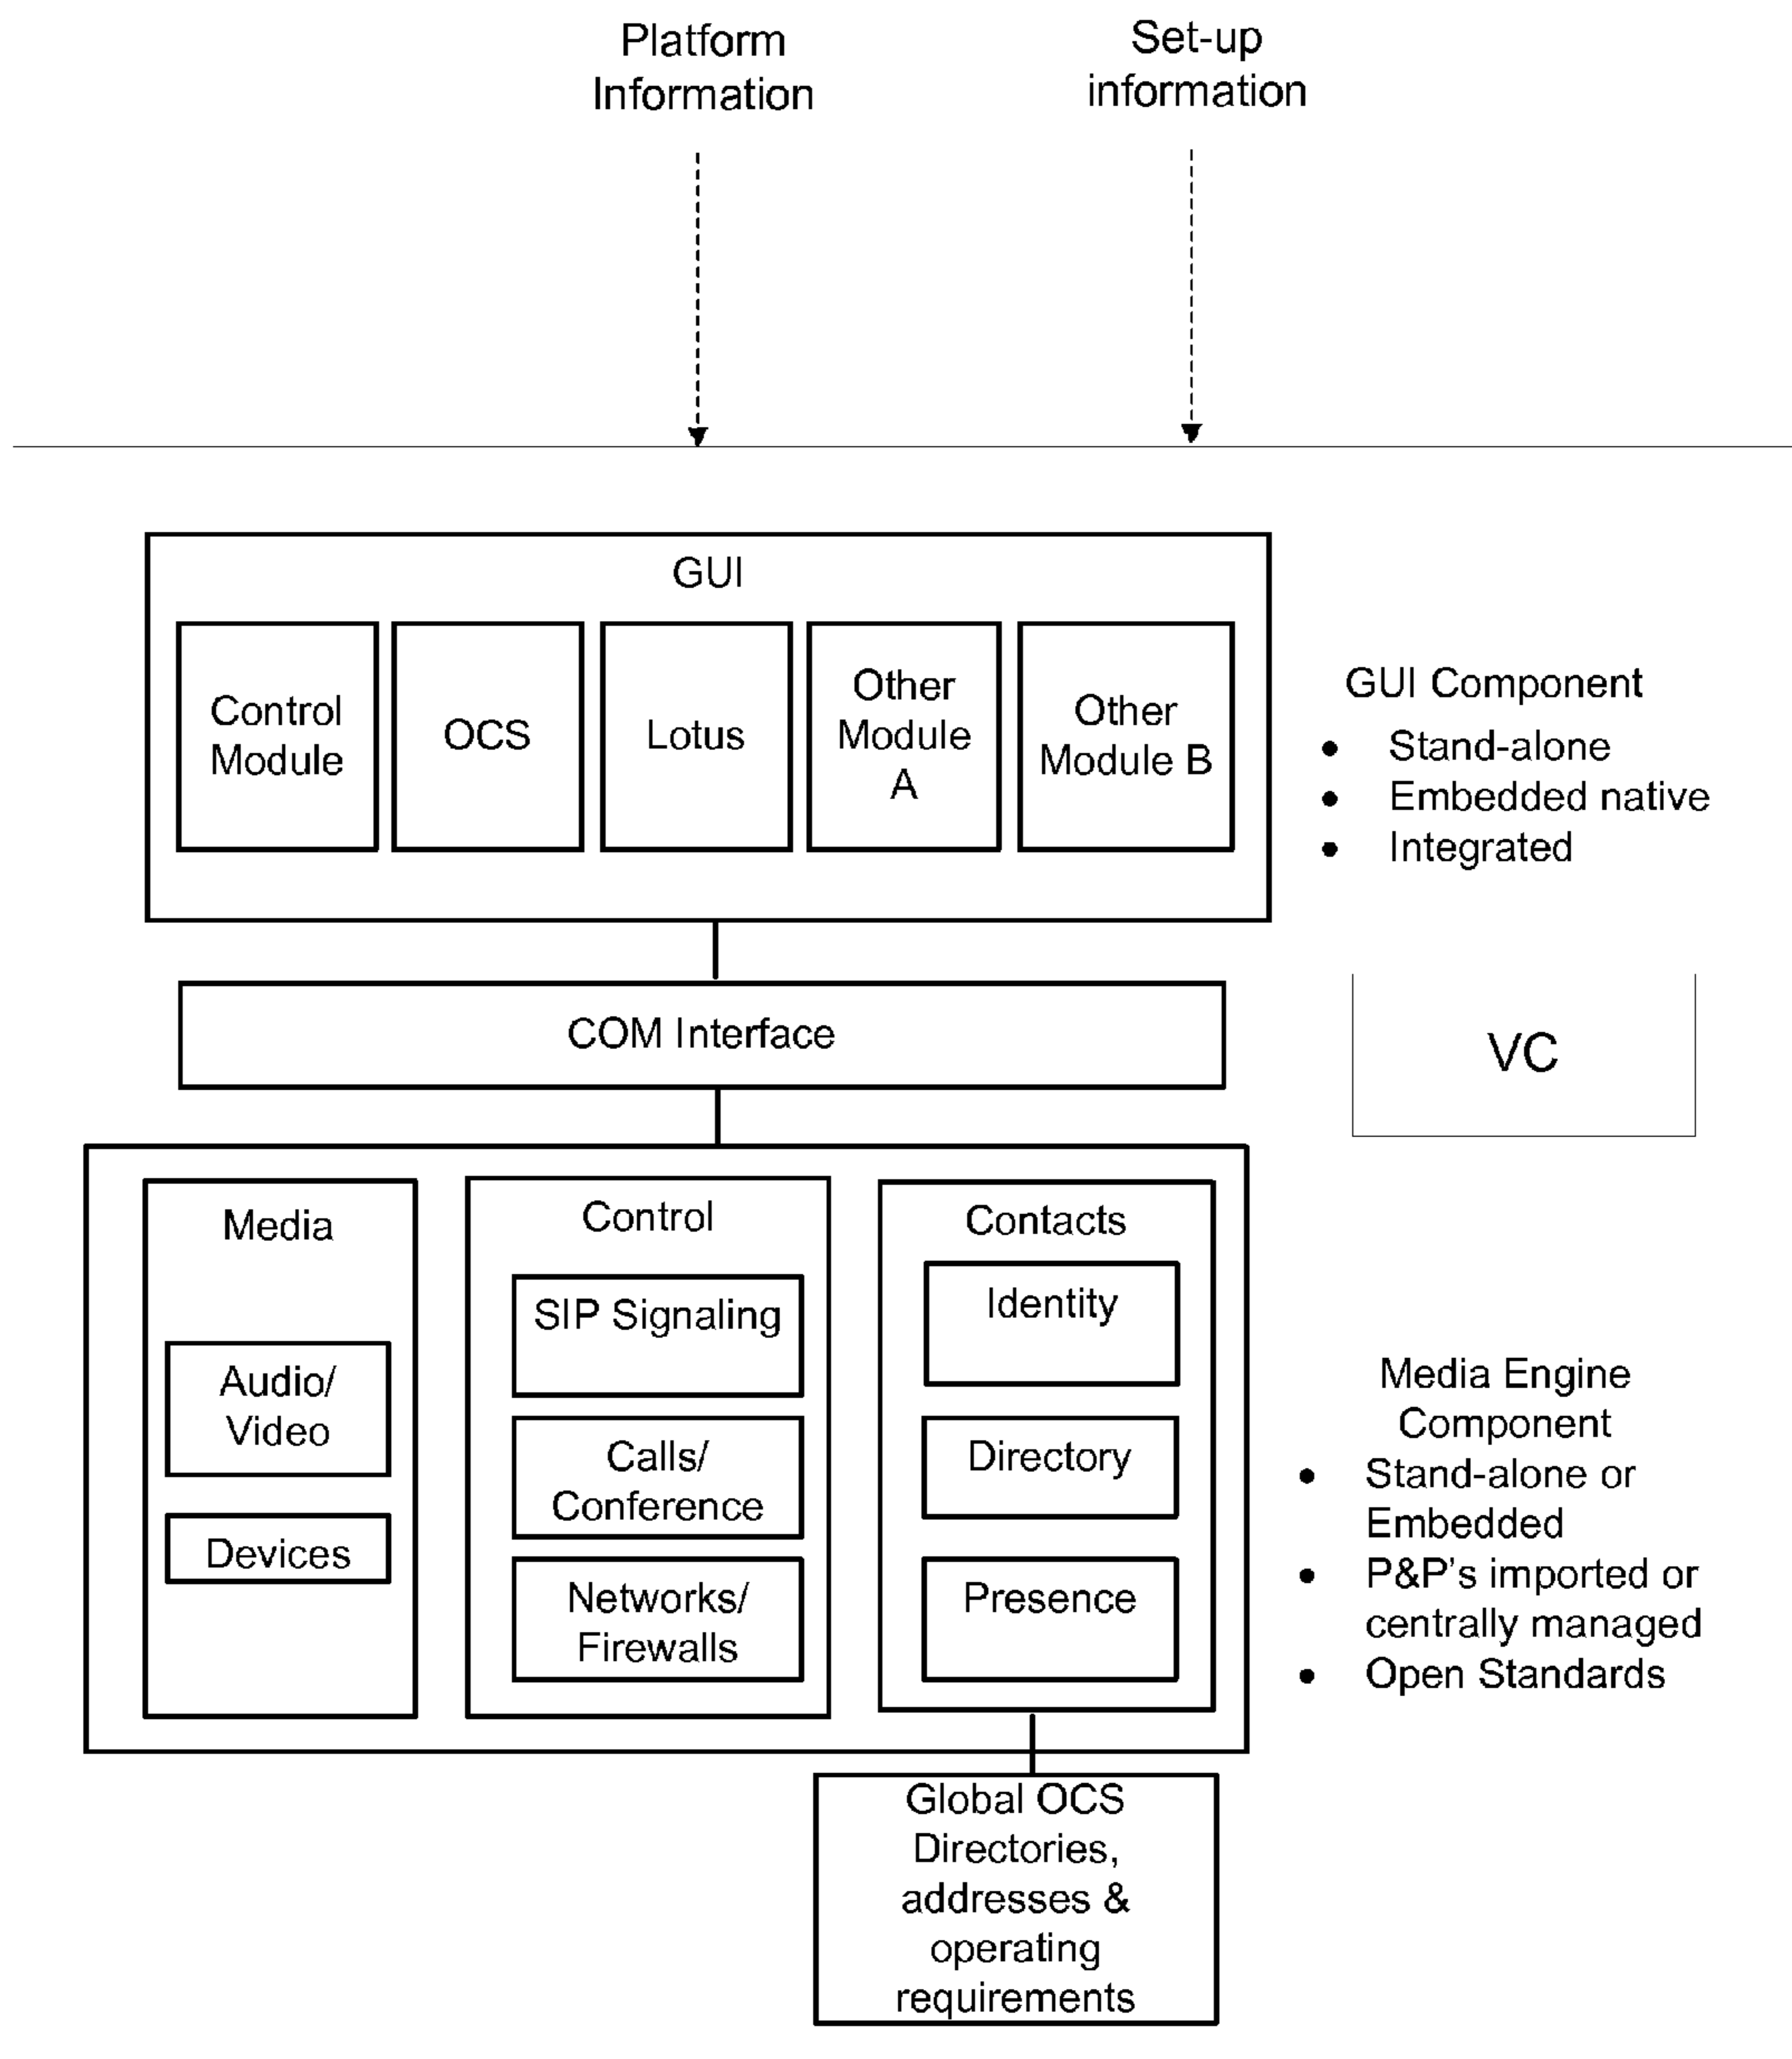 Platform
Information
Set-up
information
GUI
Control
Module
OCS
Lotus
Other
Module
A
Other
Module B
GUI Component
• Stand-alone
• Embedded native
• Integrated
COM Interface
VC
Media
Audio/
Video
Devices
Control
SIP Signaling
Calls/
Conference
Networks/
Firewalls
Contacts
Identity
Directory
Presence
Media Engine
Component
• Stand-alone or
Embedded
• P&P's imported or
centrally managed
• Open Standards
Global OCS
Directories,
addresses &
operating
requirements